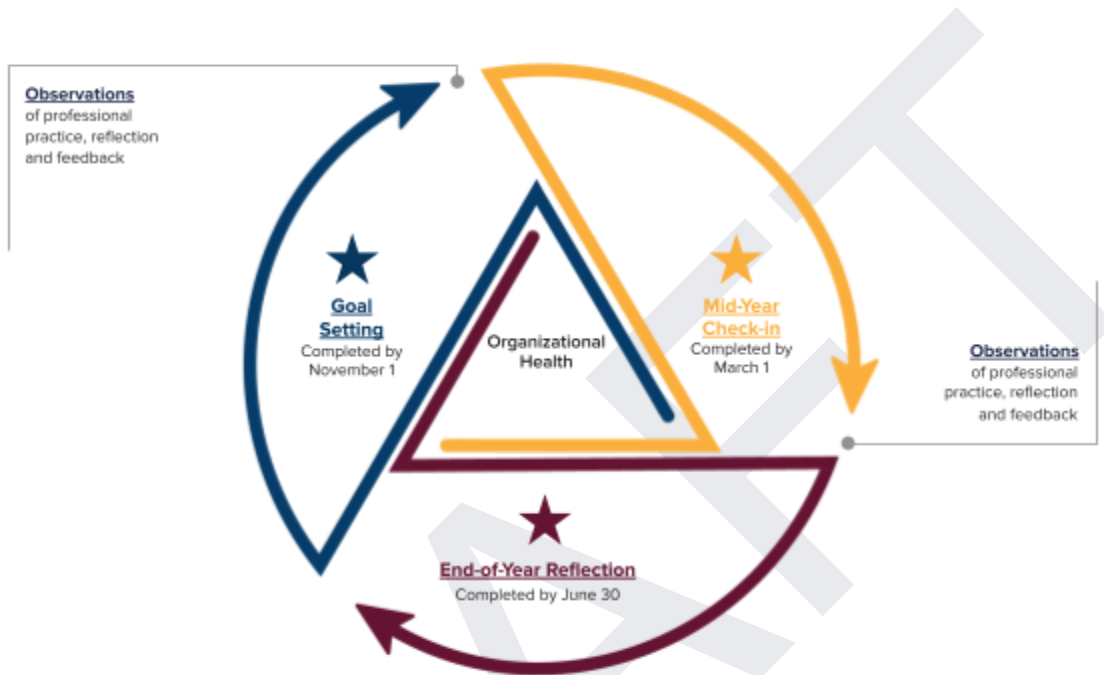 Observations
of professional
practice, reflection
and feedback
Goal
Setting
Completed by
November 1
Organizational
Health
Mid-Year
Check-in
Completed by
March 1
Observations
of professional
practice, reflection
and feedback
End-of-Year Reflection
Completed by June 30